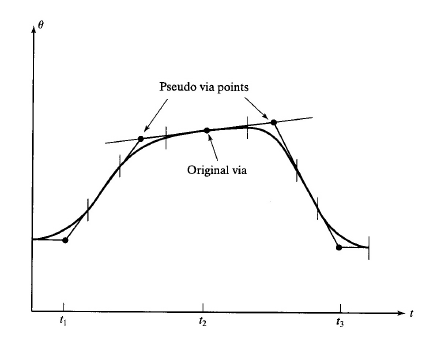 θ
Pseudo via points
Original via
t₁
t₂
t₃
t